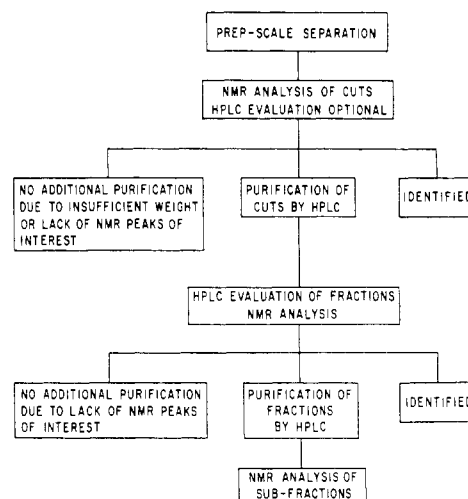 PREP-SCALE SEPARATION
NMR ANALYSIS OF CUTS
HPLC EVALUATION OPTIONAL
NO ADDITIONAL PURIFICATION
DUE TO INSUFFICIENT WEIGHT
OR LACK OF NMR PEAKS OF
INTEREST
PURIFICATION OF
CUTS BY HPLC
IDENTIFIED
HPLC EVALUATION OF FRACTIONS
NMR ANALYSIS
NO ADDITIONAL PURIFICATION
DUE TO LACK OF NMR PEAKS
OF INTEREST
PURIFICATION OF
FRACTIONS
BY HPLC
IDENTIFIED
NMR ANALYSIS OF
SUB-FRACTIONS